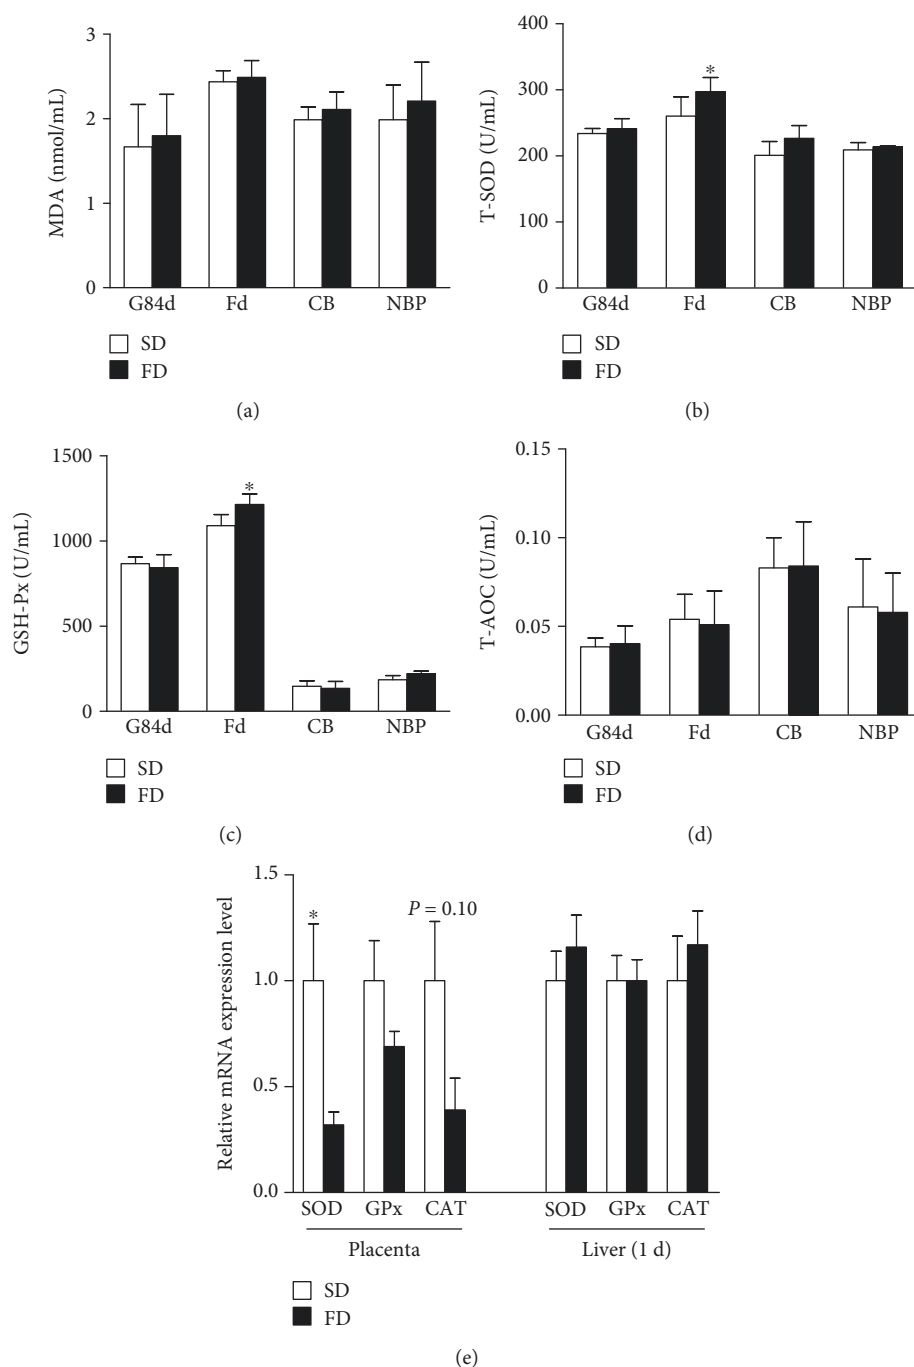 MDA (nmol/mL)
3
2
1
0
G84d Fd CB NBP
SD
FD
(a)
T-SOD (U/mL)
400
300
200
100
0
*
G84d Fd CB NBP
SD
FD
(b)
GSH-Px (U/mL)
1500
1000
500
0
*
G84d Fd CB NBP
SD
FD
(c)
T-AOC (U/mL)
0.15
0.10
0.05
0.00
G84d Fd CB NBP
SD
FD
(d)
Relative mRNA expression level
1.5
1.0
0.5
0.0
*
P = 0.10
SOD GPx CAT SOD GPx CAT
Placenta Liver (1 d)
SD
FD
(e)